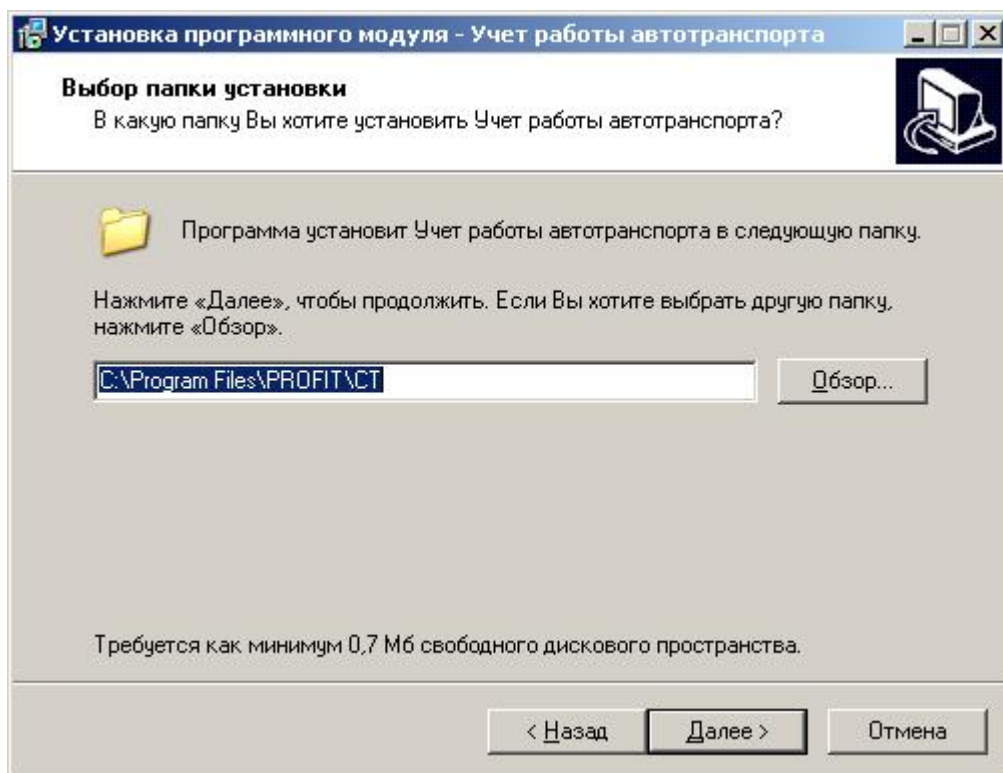 Установка программного модуля - Учет работы автотранспорта
Выбор папки установки
В какую папку Вы хотите установить Учет работы автотранспорта?
Программа установит Учет работы автотранспорта в следующую папку.
Нажмите «Далее», чтобы продолжить. Если Вы хотите выбрать другую папку,
нажмите «Обзор».
C:\Program Files\PROFIT\CT
Обзор...
Требуется как минимум 0,7 Мб свободного дискового пространства.
< Назад
Далее >
Отмена